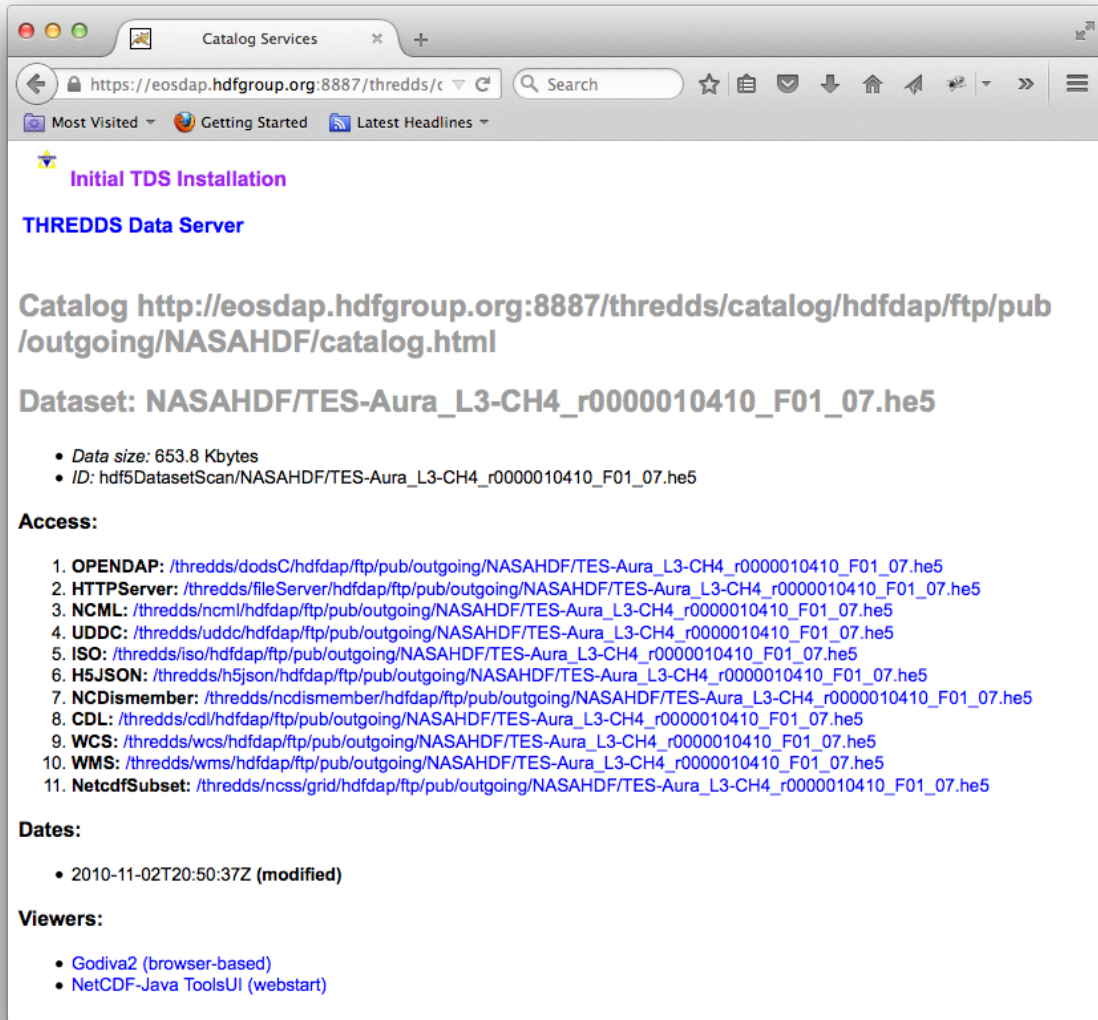 Catalog Services
https://eosdap.hdfgroup.org:8887/thredds/c
Search
Most Visited
Getting Started
Latest Headlines
Initial TDS Installation
THREDDS Data Server
Catalog http://eosdap.hdfgroup.org:8887/thredds/catalog/hdfdap/ftp/pub
/outgoing/NASAHDF/catalog.html
Dataset: NASAHDF/TES-Aura_L3-CH4_r0000010410_F01_07.he5
• Data size: 653.8 Kbytes
• ID: hdf5DatasetScan/NASAHDF/TES-Aura_L3-CH4_r0000010410_F01_07.he5
Access:
1. OPENDAP: /thredds/dodsC/hdfdap/ftp/pub/outgoing/NASAHDF/TES-Aura_L3-CH4_r0000010410_F01_07.he5
2. HTTPServer: /thredds/fileServer/hdfdap/ftp/pub/outgoing/NASAHDF/TES-Aura_L3-CH4_r0000010410_F01_07.he5
3. NCML: /thredds/ncml/hdfdap/ftp/pub/outgoing/NASAHDF/TES-Aura_L3-CH4_r0000010410_F01_07.he5
4. UDDC: /thredds/uddc/hdfdap/ftp/pub/outgoing/NASAHDF/TES-Aura_L3-CH4_r0000010410_F01_07.he5
5. ISO: /thredds/iso/hdfdap/ftp/pub/outgoing/NASAHDF/TES-Aura_L3-CH4_r0000010410_F01_07.he5
6. H5JSON: /thredds/h5json/hdfdap/ftp/pub/outgoing/NASAHDF/TES-Aura_L3-CH4_r0000010410_F01_07.he5
7. NCDismember: /thredds/ncdismember/hdfdap/ftp/pub/outgoing/NASAHDF/TES-Aura_L3-CH4_r0000010410_F01_07.he5
8. CDL: /thredds/cdl/hdfdap/ftp/pub/outgoing/NASAHDF/TES-Aura_L3-CH4_r0000010410_F01_07.he5
9. WCS: /thredds/wcs/hdfdap/ftp/pub/outgoing/NASAHDF/TES-Aura_L3-CH4_r0000010410_F01_07.he5
10. WMS: /thredds/wms/hdfdap/ftp/pub/outgoing/NASAHDF/TES-Aura_L3-CH4_r0000010410_F01_07.he5
11. NetcdfSubset: /thredds/ncss/grid/hdfdap/ftp/pub/outgoing/NASAHDF/TES-Aura_L3-CH4_r0000010410_F01_07.he5
Dates:
• 2010-11-02T20:50:37Z (modified)
Viewers:
• Godiva2 (browser-based)
• NetCDF-Java ToolsUI (webstart)